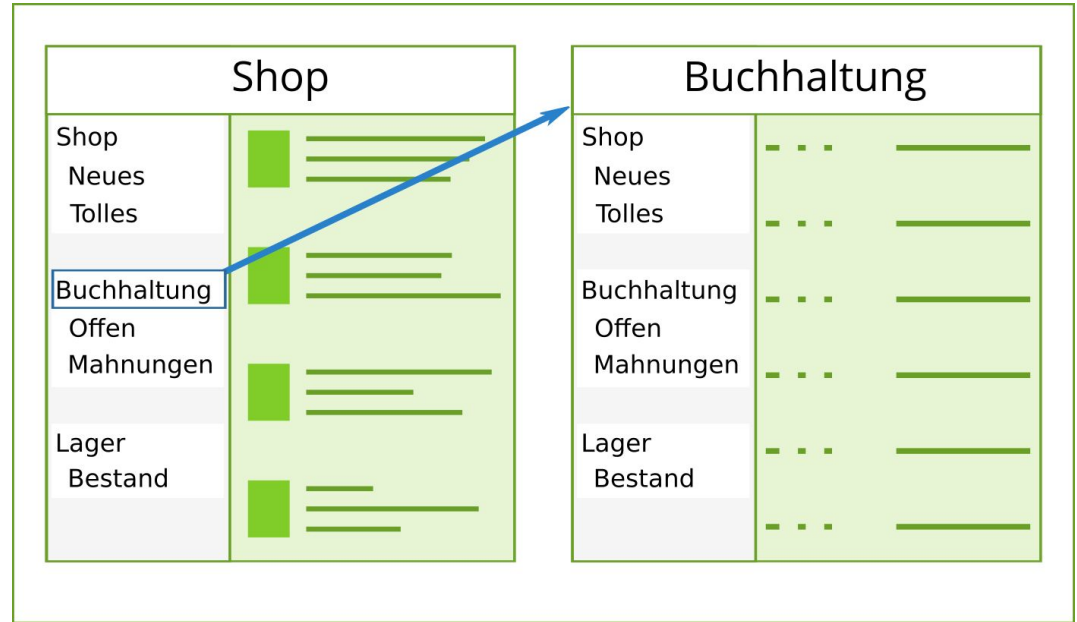 Shop
Shop
Neues
Tolles
Buchhaltung
Offen
Mahnungen
Lager
Bestand
Buchhaltung
Shop
Neues
Tolles
Buchhaltung
Offen
Mahnungen
Lager
Bestand